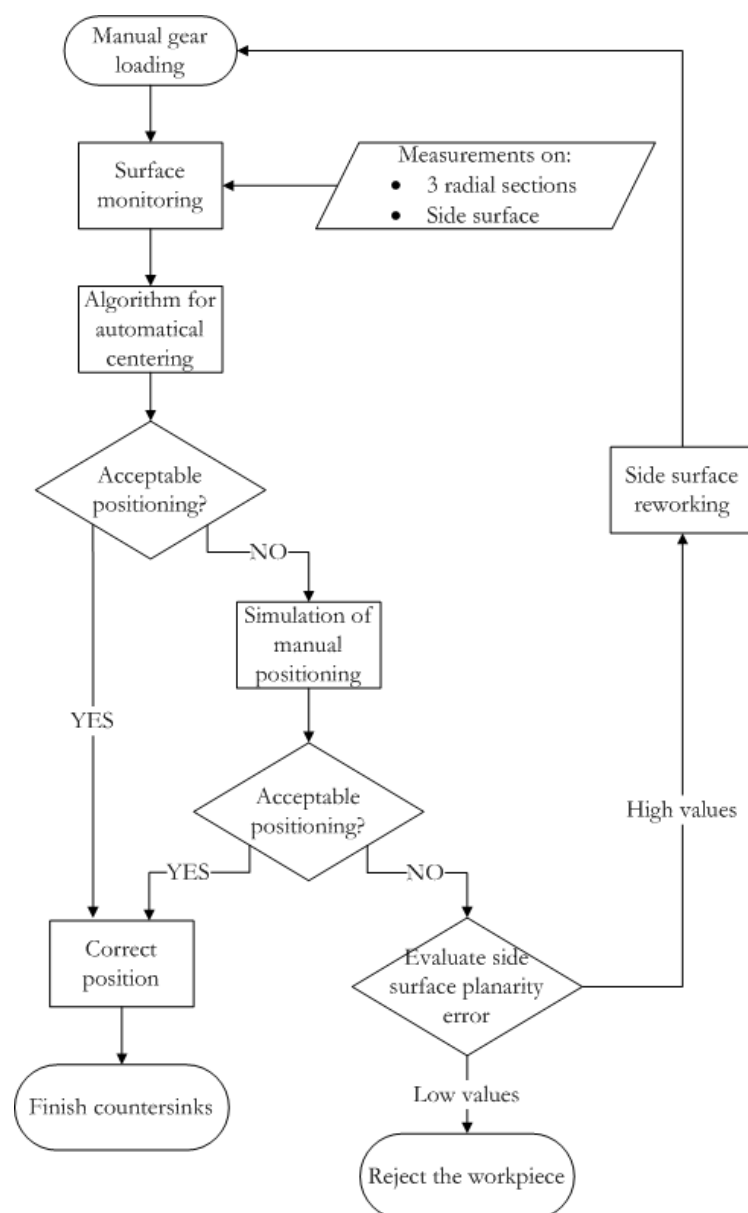 Manual gear
loading
Surface
monitoring
Measurements on:
● 3 radial sections
● Side surface
Algorithm for
automatical
centering
Acceptable
positioning?
Side surface
reworking
NO
Simulation of
manual
positioning
YES
Acceptable
positioning?
High values
YES
NO
Correct
position
Evaluate side
surface planarity
error
Finish countersinks
Low values
Reject the workpiece